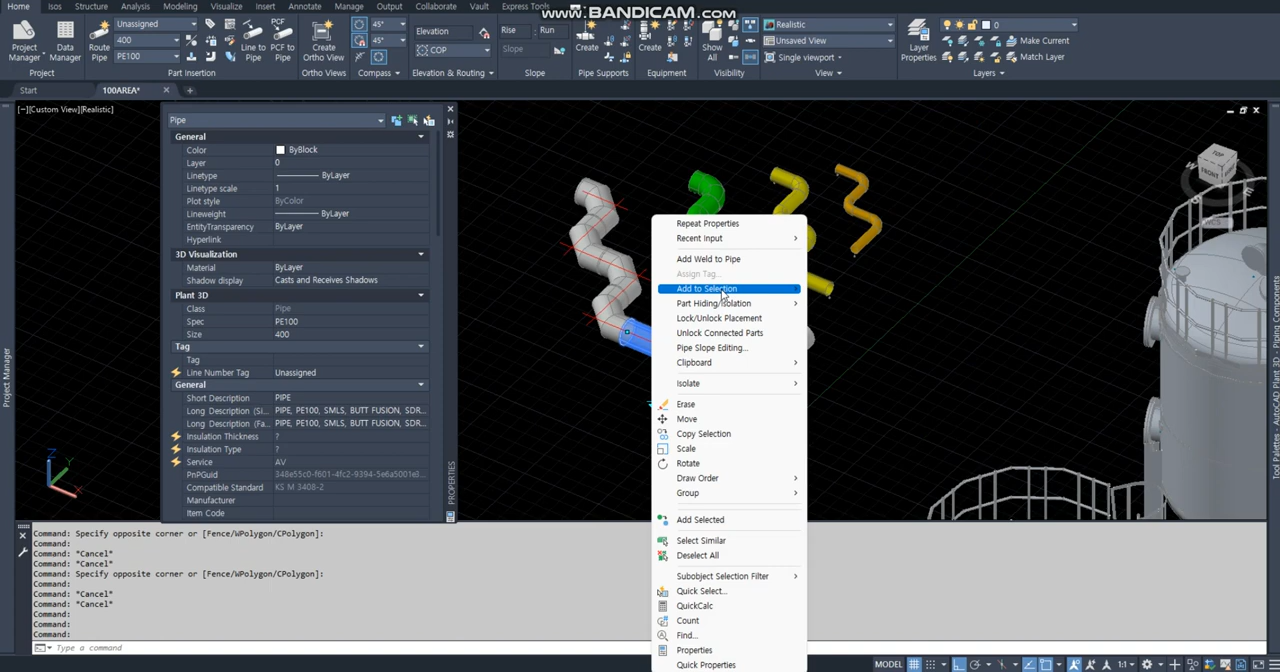 www.BANDICAM.com
Home Isos Structure Analysis Modeling Visualize Insert Annotate Manage Output Collaborate Vault Express Tools
Project Manager
Data Manager
Project
Route Pipe
Unassigned
400
PE100
Line to Pipe
PCF to Pipe
Part Insertion
Create Ortho View
Ortho Views
45°
45°
Compass
Elevation
COP
Elevation & Routing
Rise Run
Slope
Slope
Create
Pipe Supports
Create
Equipment
Show All
Visibility
Realistic
Unsaved View
Single viewport
View
Layer Properties
0
Make Current
Match Layer
Layers
Start 100AREA*
[−][Custom View][Realistic]
Pipe
General
Color ByBlock
Layer 0
Linetype ByLayer
Linetype scale 1
Plot style ByColor
Lineweight ByLayer
EntityTransparency ByLayer
Hyperlink
3D Visualization
Material ByLayer
Shadow display Casts and Receives Shadows
Plant 3D
Class Pipe
Spec PE100
Size 400
Tag
Tag
Line Number Tag Unassigned
General
Short Description PIPE
Long Description (Si... PIPE, PE100, SMLS, BUTT FUSION, SDR...
Long Description (Fa... PIPE, PE100, SMLS, BUTT FUSION, SDR...
Insulation Thickness ?
Insulation Type ?
Service AV
PnPGuid
Compatible Standard KS M 3408-2
Manufacturer
Item Code
PROPERTIES
Project Manager
Tool Palettes - AutoCAD Plant 3D - Piping Components
TOP
FRONT
W
S
Z
Y
X
Repeat Properties
Recent Input
Add Weld to Pipe
Assign Tag...
Add to Selection
Part Hiding/Isolation
Lock/Unlock Placement
Unlock Connected Parts
Pipe Slope Editing...
Clipboard
Isolate
Erase
Move
Copy Selection
Scale
Rotate
Draw Order
Group
Add Selected
Select Similar
Deselect All
Subobject Selection Filter
Quick Select...
QuickCalc
Count
Find...
Properties
Quick Properties
Command: Specify opposite corner or [Fence/WPolygon/CPolygon]:
Command:
Command: *Cancel*
Command: *Cancel*
Command: Specify opposite corner or [Fence/WPolygon/CPolygon]:
Command:
Command: *Cancel*
Command: *Cancel*
Command:
Command:
Command:
Type a command
MODEL 1:1